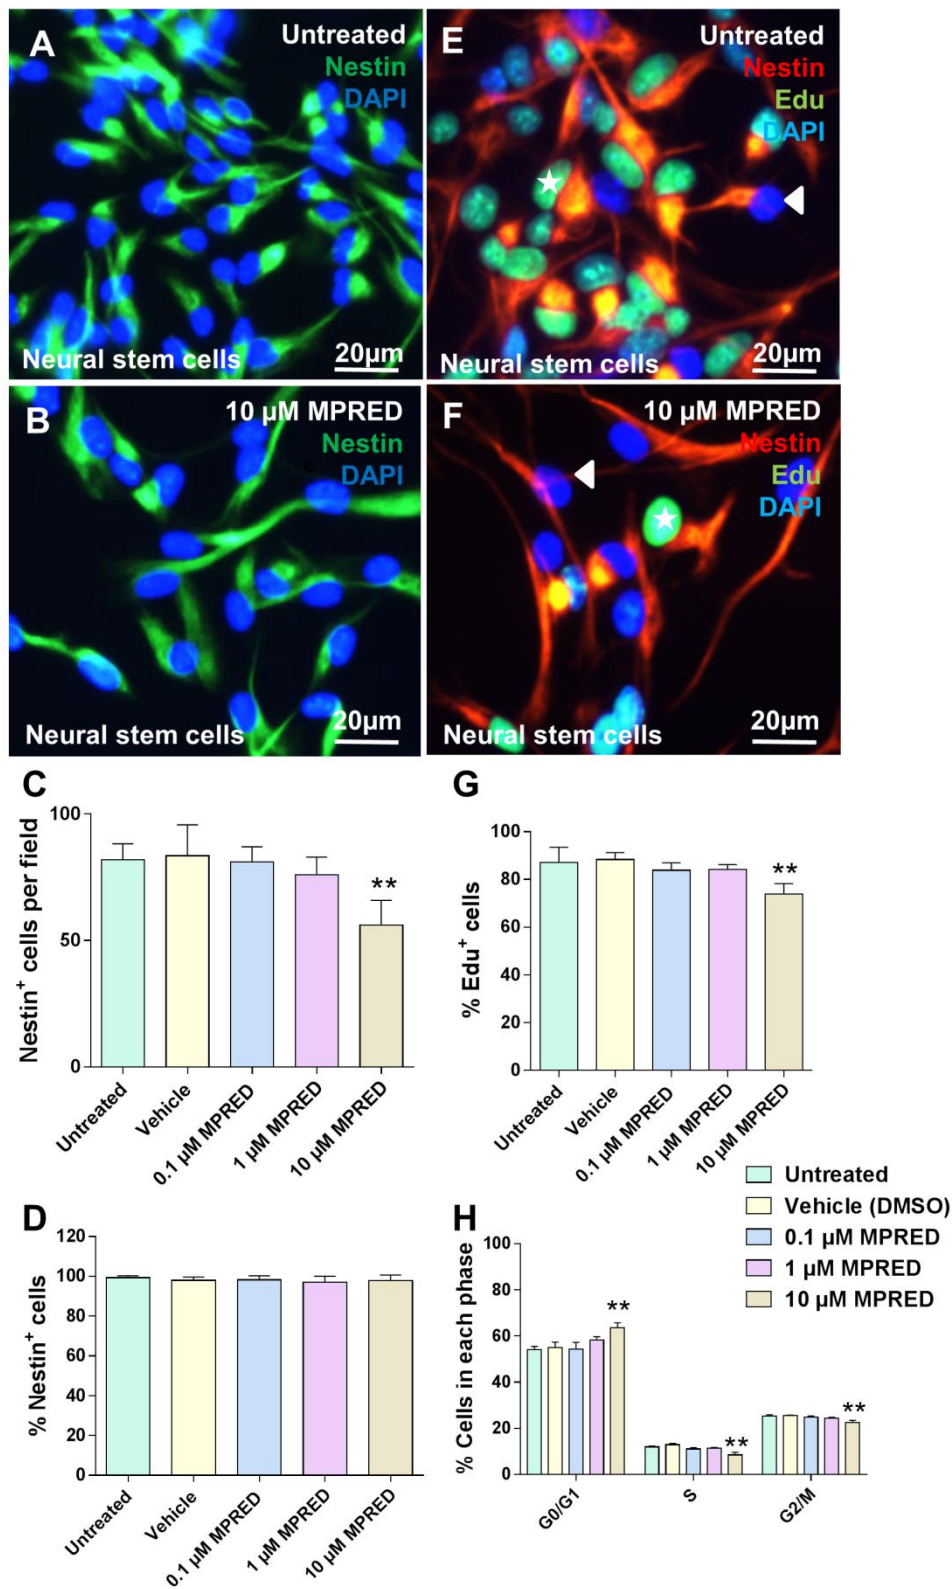 A
Untreated
Nestin
DAPI
Neural stem cells
20µm
E
Untreated
Nestin
Edu
DAPI
Neural stem cells
20µm
B
10 µM MPRED
Nestin
DAPI
c
Neural stem cells
20µm
F
10 µM MPRED
Nestin
Edu
DAPI
Neural stem cells
20µm
C
Nestin⁺ cells per field
100
50
0
**
Untreated
Vehicle
0.1 µM MPRED
1 µM MPRED
10 µM MPRED
G
% Edu⁺ cells
100
80
60
40
20
0
**
Untreated
Vehicle
0.1 µM MPRED
1 µM MPRED
10 µM MPRED
D
% Nestin⁺ cells
120
100
80
60
40
20
0
Untreated
Vehicle
0.1 µM MPRED
1 µM MPRED
10 µM MPRED
Untreated
Vehicle (DMSO)
0.1 µM MPRED
1 µM MPRED
10 µM MPRED
H
% Cells in each phase
100
80
60
40
20
0
**
**
**
G0/G1
S
G2/M